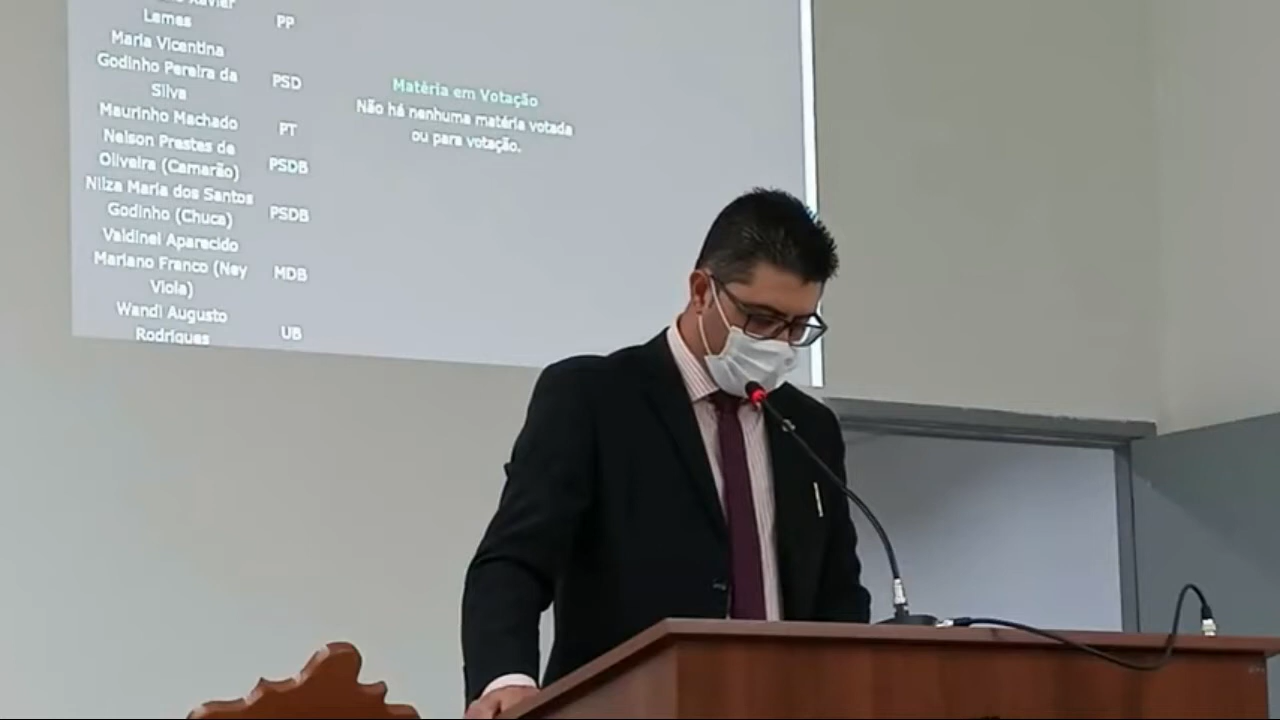 Xavier
Lemes
PP
Maria Vicentina
Godinho Pereira da
Silva
PSD
Maurinho Machado
PT
Nelson Prestes de
Oliveira (Camarão)
PSDB
Nilza Maria dos Santos
Godinho (Chuca)
PSDB
Valdinei Aparecido
Mariano Franco (Ney
Viola)
MDB
Wandi Augusto
Rodrigues
UB
Matéria em Votação
Não há nenhuma matéria votada
ou para votação.